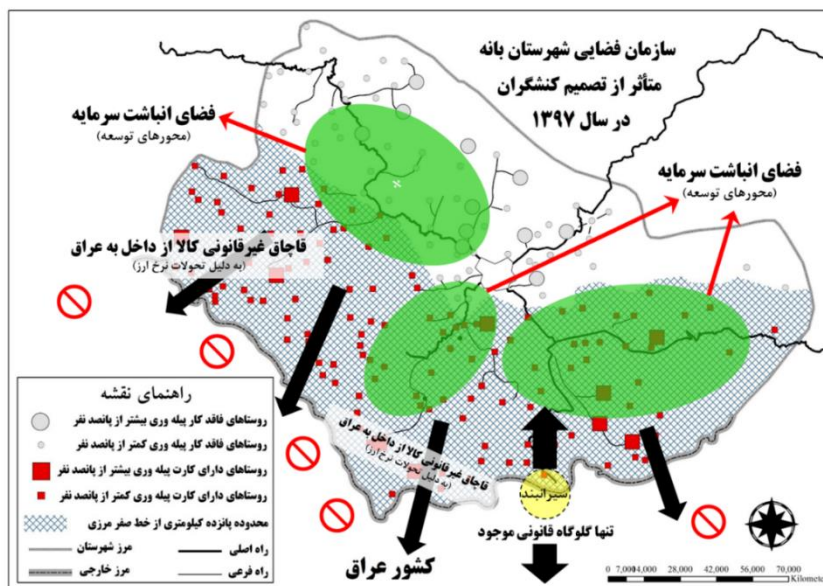 سازمان فضایی شهرستان بانه
متأثر از تصمیم کنشگران
در سال ۱۳۹۷
فضای انباشت سرمایه
(محورهای توسعه)
فضای انباشت سرمایه
(محورهای توسعه)
قاچاق غیرقانونی کالا از داخل به عراق
(به دلیل تحولات نرخ ارز)
راهنمای نقشه
روستاهای فاقد کار پیله وری بیشتر از پانصد نفر
روستاهای فاقد کار پیله وری کمتر از پانصد نفر
روستاهای دارای کارت پیله وری بیشتر از پانصد نفر
روستاهای دارای کارت پیله وری کمتر از پانصد نفر
محدوده پانزده کیلومتری از خط صفر مرزی
راه اصلی
مرز شهرستان
راه فرعی
مرز خارجی
قاچاق غیرقانونی کالا از داخل به عراق
(به دلیل تحولات نرخ ارز)
سیرانبند
تنها گلوگاه قانونی موجود
کشور عراق
0 7,00014,000 28,000 42,000 56,000 70,000
Kilometers